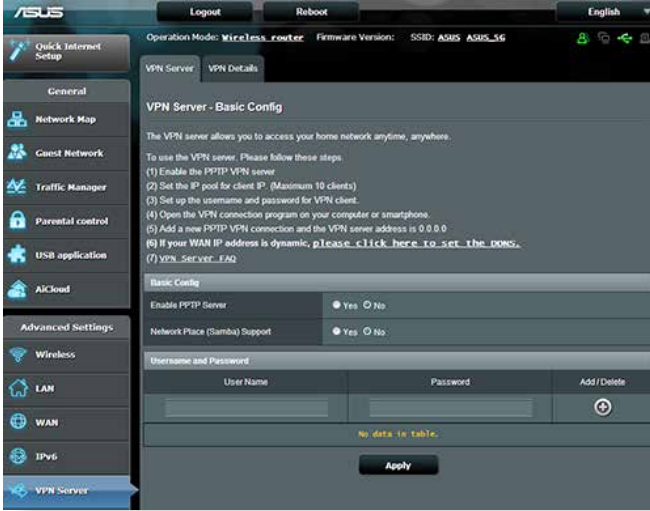 ASUS
Logout
Reboot
English
Operation Mode: Wireless router Firmware Version: SSID: ASUS ASUS_5G
Quick Internet
Setup
General
Network Map
Guest Network
Traffic Manager
Parental control
USB application
AiCloud
Advanced Settings
Wireless
LAN
WAN
IPv6
VPN Server
VPN Server
VPN Details
VPN Server - Basic Config
The VPN server allows you to access your home network anytime, anywhere.
To use the VPN server. Please follow these steps
(1) Enable the PPTP VPN server
(2) Set the IP pool for client IP. (Maximum 10 clients)
(3) Set up the username and password for VPN client.
(4) Open the VPN connection program on your computer or smartphone.
(5) Add a new PPTP VPN connection and the VPN server address is 0.0.0.0
(6) If your WAN IP address is dynamic, please click here to set the DDNS.
(7) VPN Server FAQ
Basic Config
Enable PPTP Server Yes No
Network Place (Samba) Support Yes No
Username and Password
User Name Password Add / Delete
No data in table.
Apply